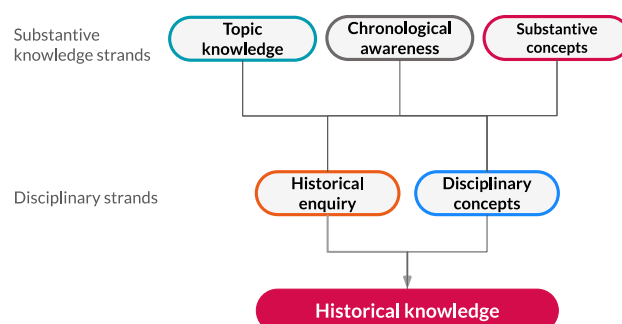 Substantive
knowledge strands
Topic
knowledge
Chronological
awareness
Substantive
concepts
Disciplinary strands
Historical
enquiry
Disciplinary
concepts
Historical knowledge